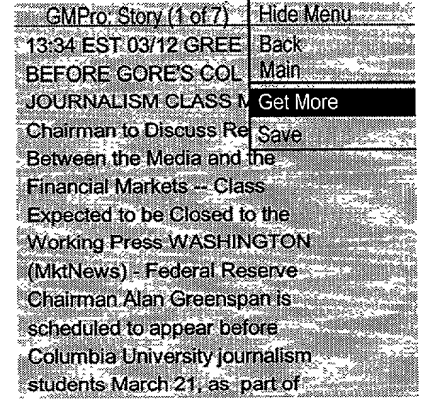 GMPro: Story (1 of 7)
Hide Menu
Back
Main
Get More
Save
13:34 EST 03/12 GREE
BEFORE GORE'S COL
JOURNALISM CLASS
Chairman to Discuss Re
Between the Media and the
Financial Markets -- Class
Expected to be Closed to the
Working Press WASHINGTON
(MktNews) - Federal Reserve
Chairman Alan Greenspan is
scheduled to appear before
Columbia University journalism
students March 21, as part of